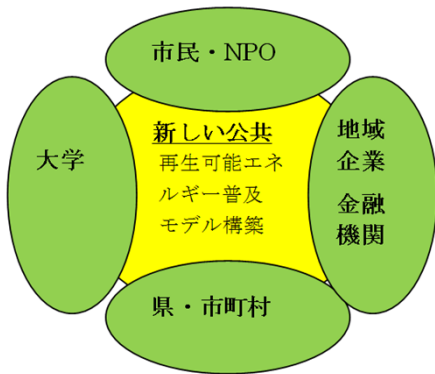 市民・NPO
大学
新しい公共
再生可能エネ
ルギー普及
モデル構築
地域
企業
金融
機関
県・市町村